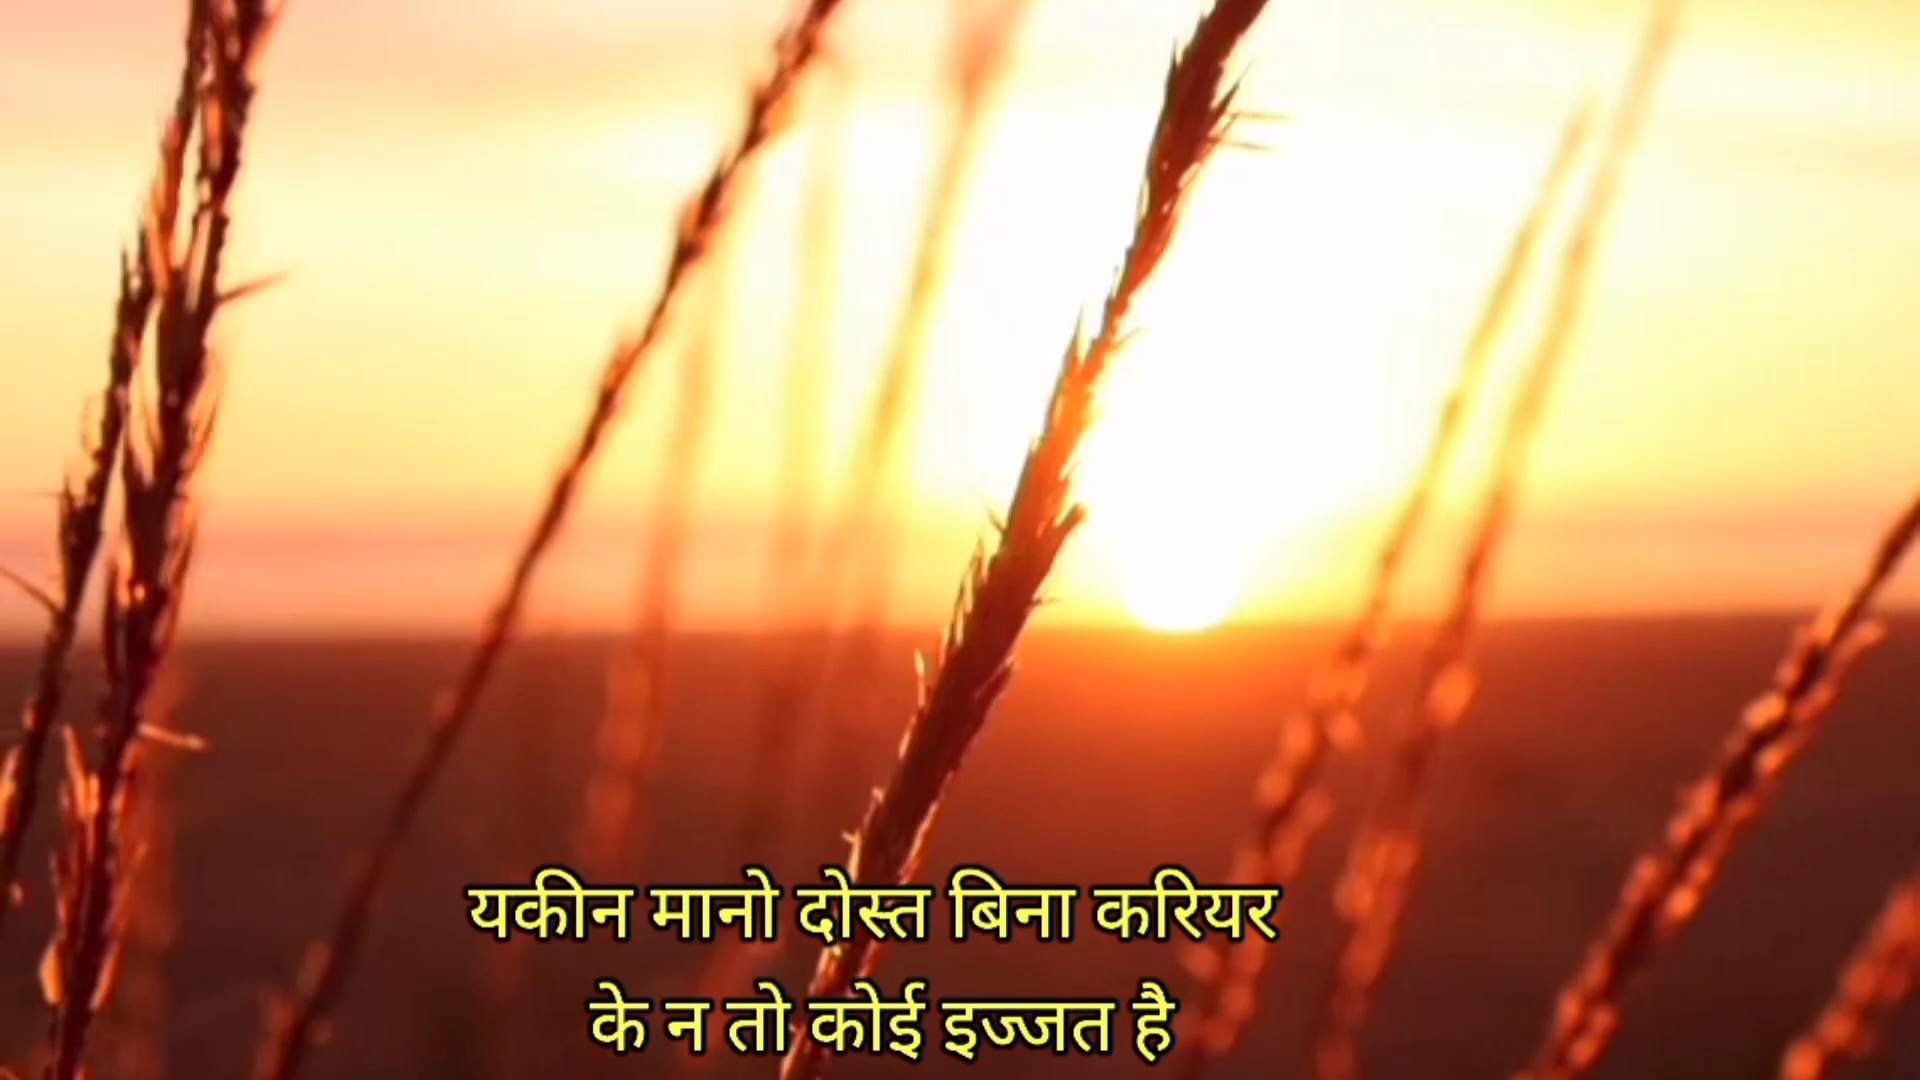 यकीन मानो दोस्त बिना करियर
के न तो कोई इज्जत है